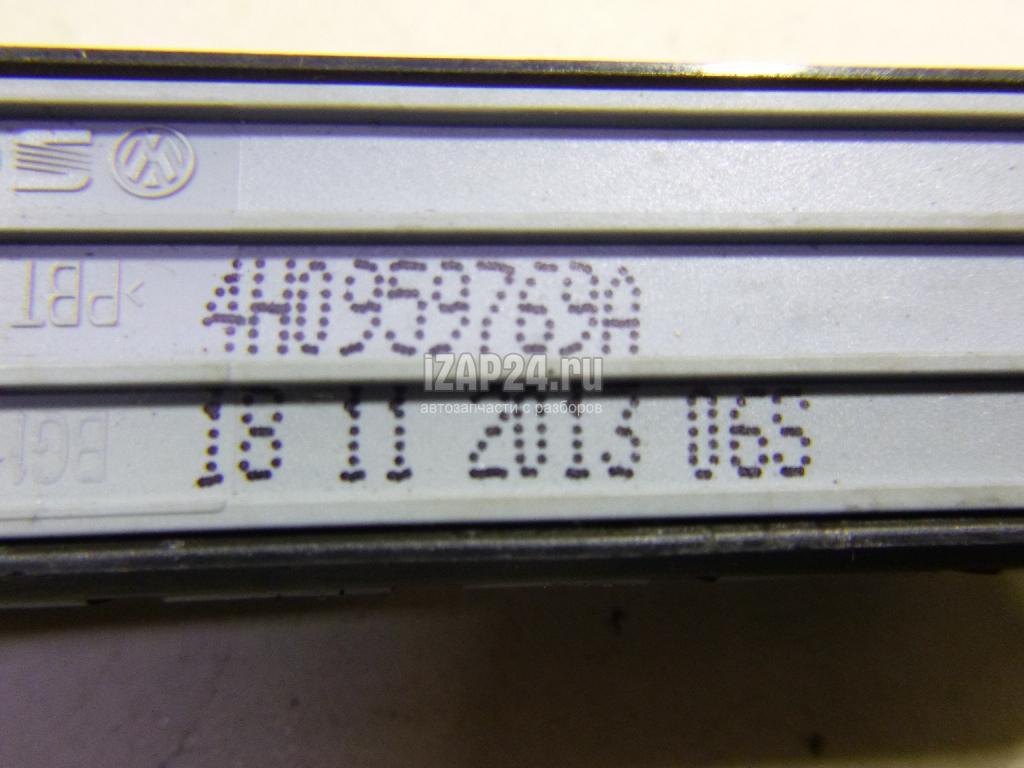 >PBT
4H0959769A
iZAP24.ru
автозапчасти с разборов
18 11 2013 065